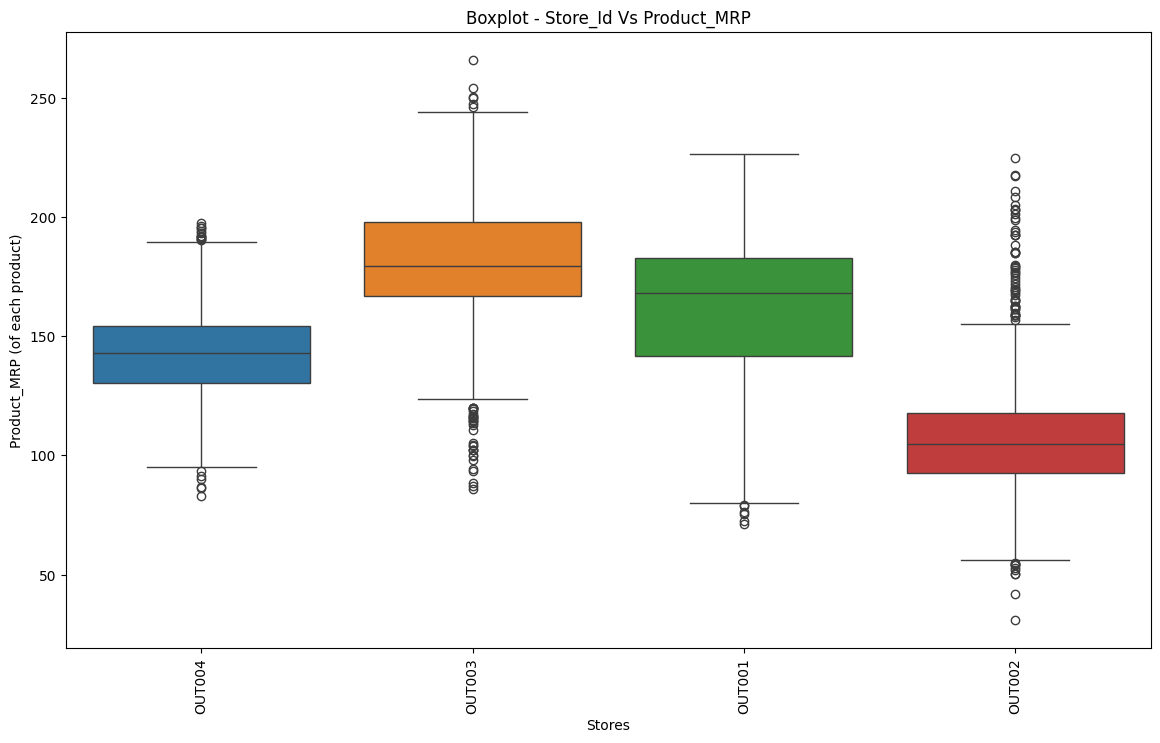 Boxplot - Store_Id Vs Product_MRP
Product_MRP (of each product)
250
200
150
100
50
OUT004
OUT003
OUT001
OUT002
Stores